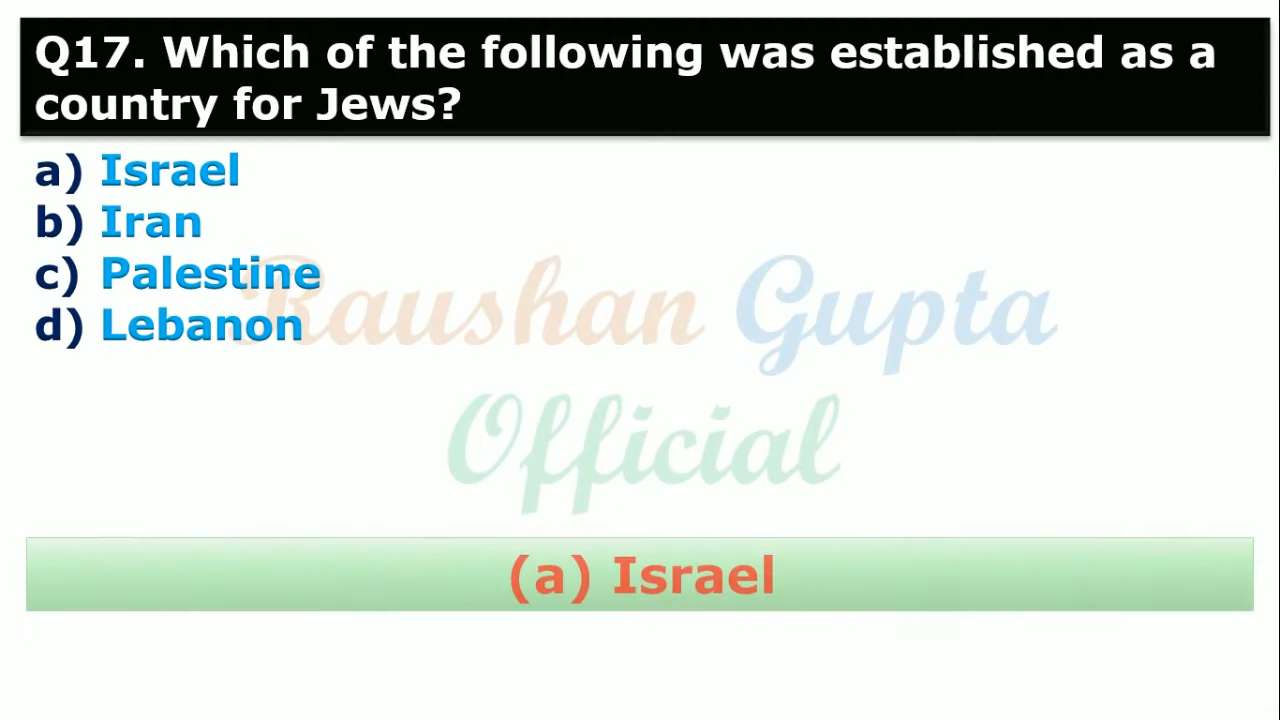 Q17. Which of the following was established as a
country for Jews?
a) Israel
b) Iran
c) Palestine
d) Lebanon
Raushan Gupta
Official
(a) Israel